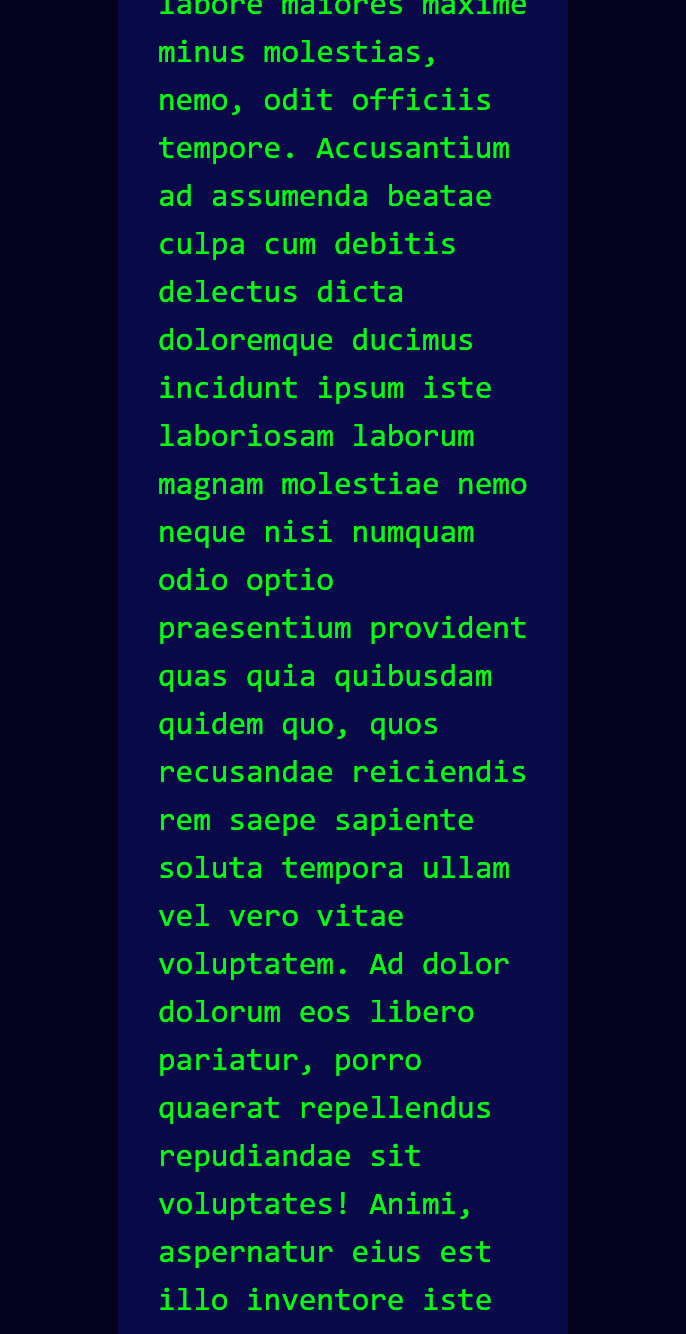 labore maiores maxime
minus molestias,
nemo, odit officiis
tempore. Accusantium
ad assumenda beatae
culpa cum debitis
delectus dicta
doloremque ducimus
incidunt ipsum iste
laboriosam laborum
magnam molestiae nemo
neque nisi numquam
odio optio
praesentium provident
quas quia quibusdam
quidem quo, quos
recusandae reiciendis
rem saepe sapiente
soluta tempora ullam
vel vero vitae
voluptatem. Ad dolor
dolorum eos libero
pariatur, porro
quaerat repellendus
repudiandae sit
voluptates! Animi,
aspernatur eius est
illo inventore iste